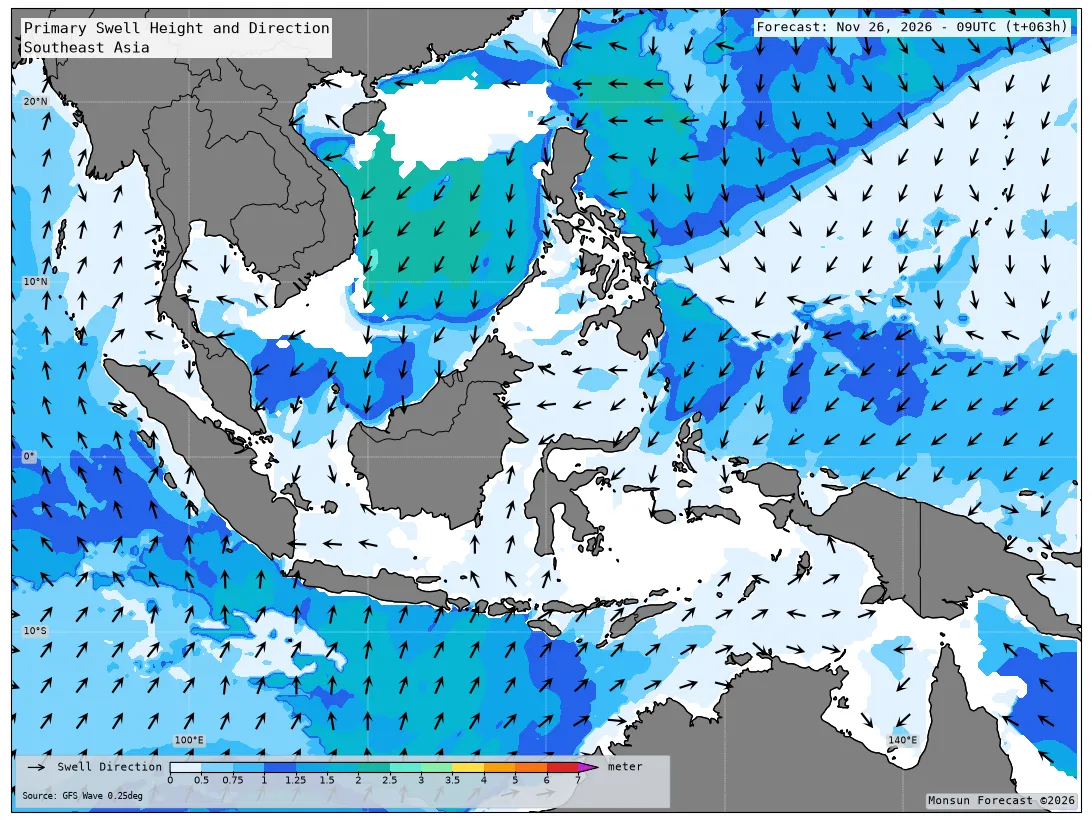 Primary Swell Height and Direction
Southeast Asia
Forecast: Nov 26, 2026 - 09UTC (t+063h)
20°N
10°N
0°
10°S
100°E
140°E
Swell Direction
meter
0 0.5 0.75 1 1.25 1.5 2 2.5 3 3.5 4 5 6 7
Source: GFS Wave 0.25deg
Monsun Forecast ©2026